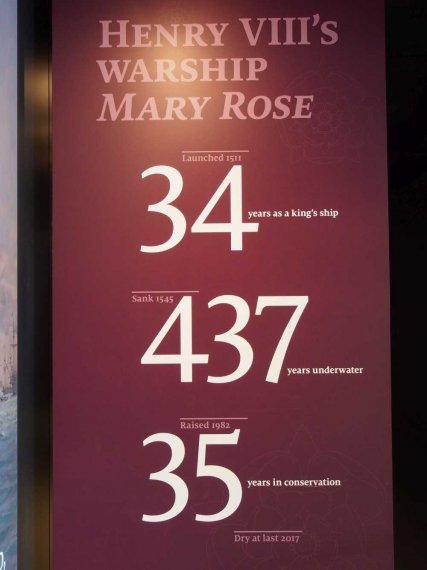 HENRY VIII'S
WARSHIP
MARY ROSE
Launched 1511
34 years as a king's ship
Sank 1545
437 years underwater
Raised 1982
35 years in conservation
Dry at last 2017